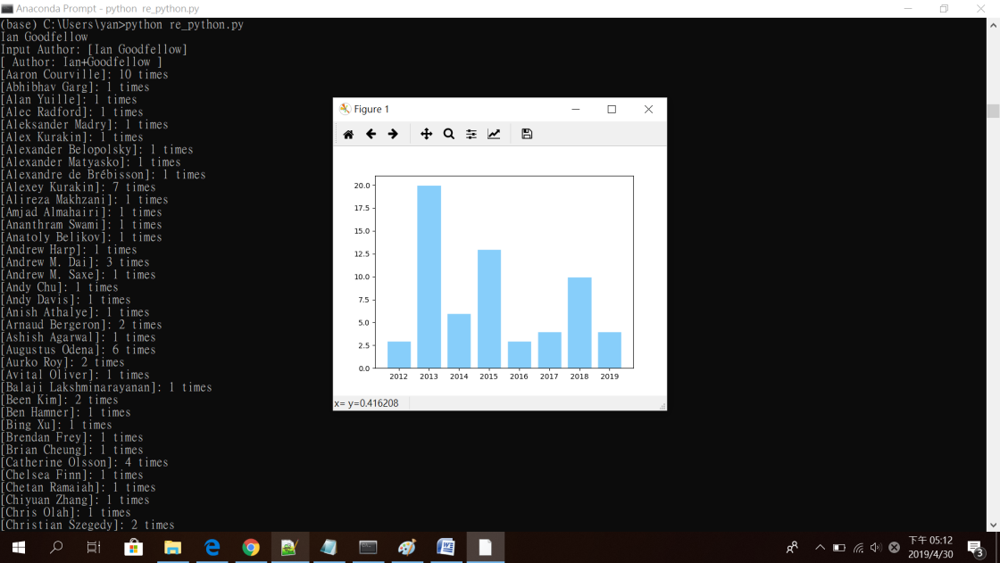 Anaconda Prompt - python  re_python.py
(base) C:\Users\yan>python re_python.py
Ian Goodfellow
Input Author: [Ian Goodfellow]
[ Author: Ian+Goodfellow ]
[Aaron Courville]: 10 times
[Abhibhav Garg]: 1 times
[Alan Yuille]: 1 times
[Alec Radford]: 1 times
[Aleksander Madry]: 1 times
[Alex Kurakin]: 1 times
[Alexander Belopolsky]: 1 times
[Alexander Matyasko]: 1 times
[Alexandre de Brébisson]: 1 times
[Alexey Kurakin]: 7 times
[Alireza Makhzani]: 1 times
[Amjad Almahairi]: 1 times
[Ananthram Swami]: 1 times
[Anatoly Belikov]: 1 times
[Andrew Harp]: 1 times
[Andrew M. Dai]: 3 times
[Andrew M. Saxe]: 1 times
[Andy Chu]: 1 times
[Andy Davis]: 1 times
[Anish Athalye]: 1 times
[Arnaud Bergeron]: 2 times
[Ashish Agarwal]: 1 times
[Augustus Odena]: 6 times
[Aurko Roy]: 2 times
[Avital Oliver]: 1 times
[Balaji Lakshminarayanan]: 1 times
[Been Kim]: 2 times
[Ben Hamner]: 1 times
[Bing Xu]: 1 times
[Brendan Frey]: 1 times
[Brian Cheung]: 1 times
[Catherine Olsson]: 4 times
[Chelsea Finn]: 1 times
[Chetan Ramaiah]: 1 times
[Chiyuan Zhang]: 1 times
[Chris Olah]: 1 times
[Christian Szegedy]: 2 times
Figure 1
20.0
17.5
15.0
12.5
10.0
7.5
5.0
2.5
0.0
2012 2013 2014 2015 2016 2017 2018 2019
x= y=0.416208
下午 05:12
2019/4/30
3